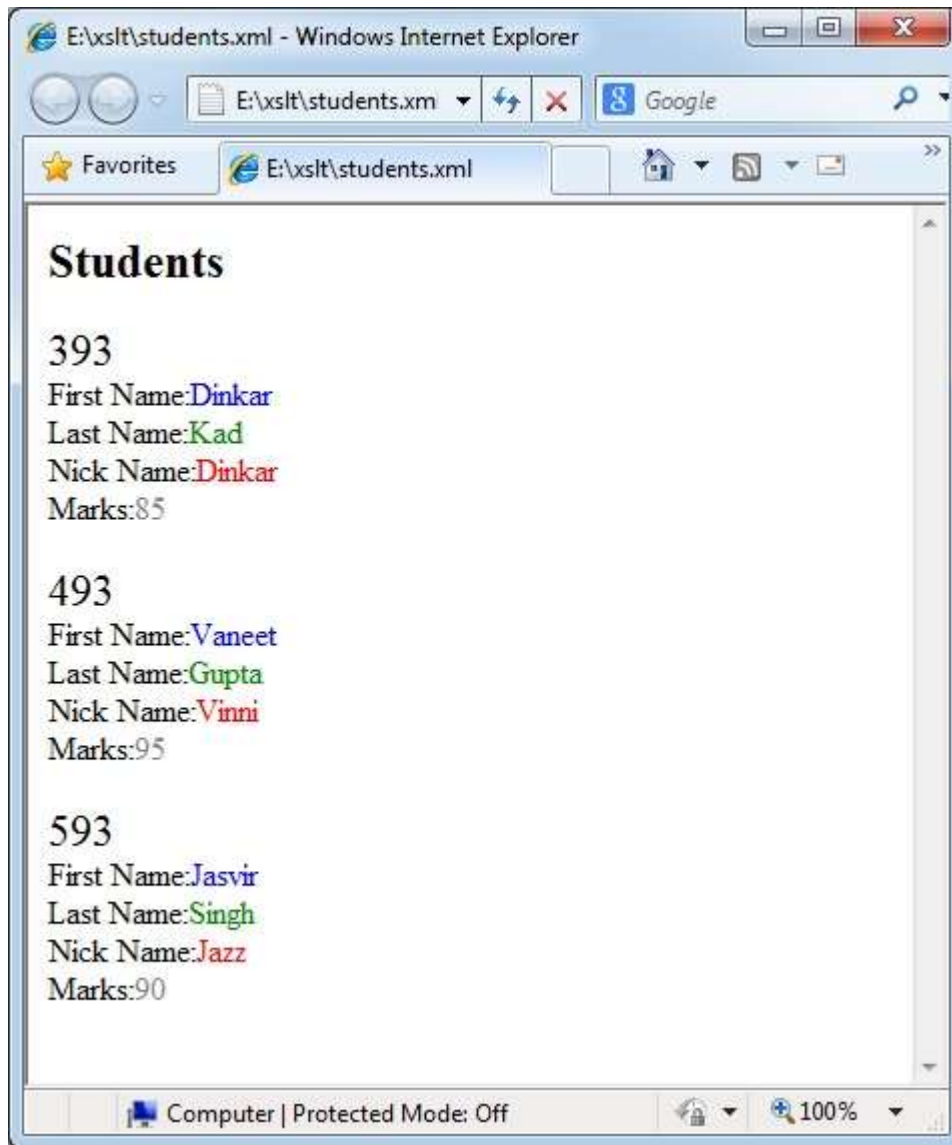 E:\xslt\students.xml - Windows Internet Explorer
E:\xslt\students.xm
Google
Favorites
E:\xslt\students.xml
Students
393
First Name:Dinkar
Last Name:Kad
Nick Name:Dinkar
Marks:85
493
First Name:Vaneet
Last Name:Gupta
Nick Name:Vinni
Marks:95
593
First Name:Jasvir
Last Name:Singh
Nick Name:Jazz
Marks:90
Computer | Protected Mode: Off
100%